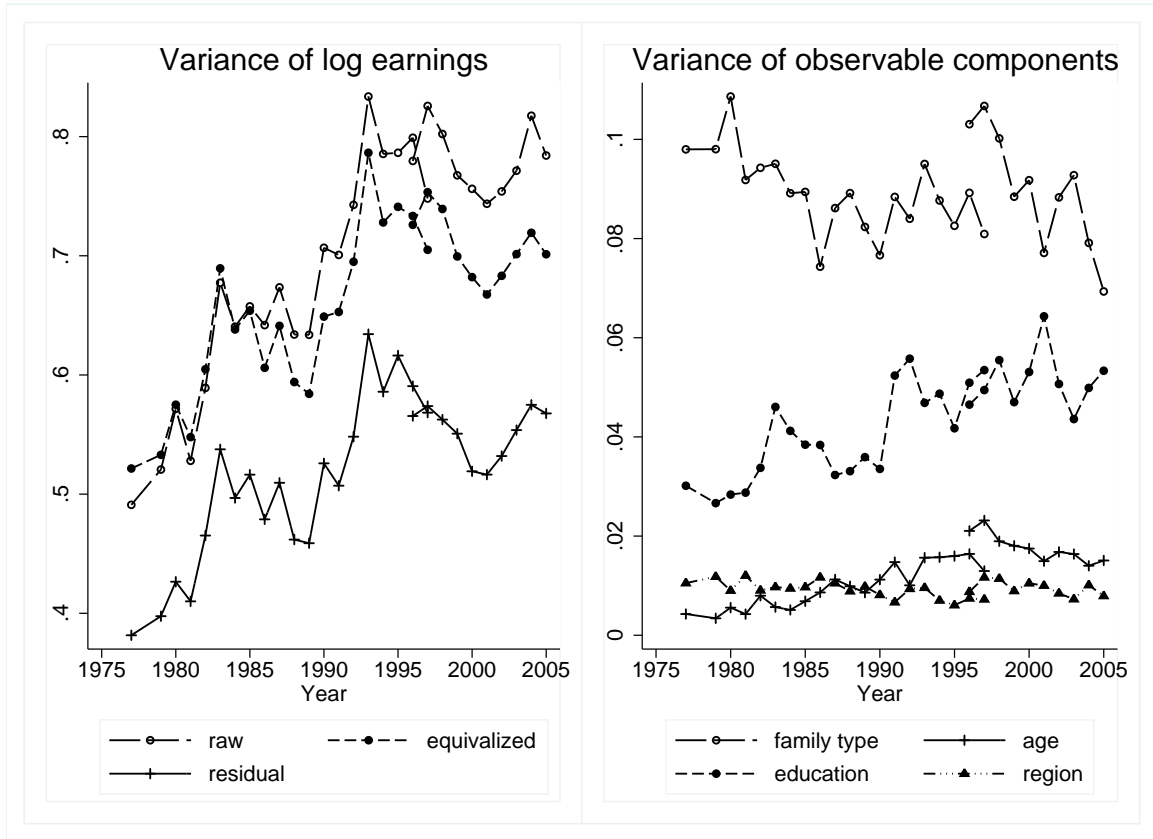 Variance of log earnings
.8
.7
.6
.5
.4
1975 1980 1985 1990 1995 2000 2005
Year
raw equivalized
residual
Variance of observable components
.1
.08
.06
.04
.02
0
1975 1980 1985 1990 1995 2000 2005
Year
family type age
education region